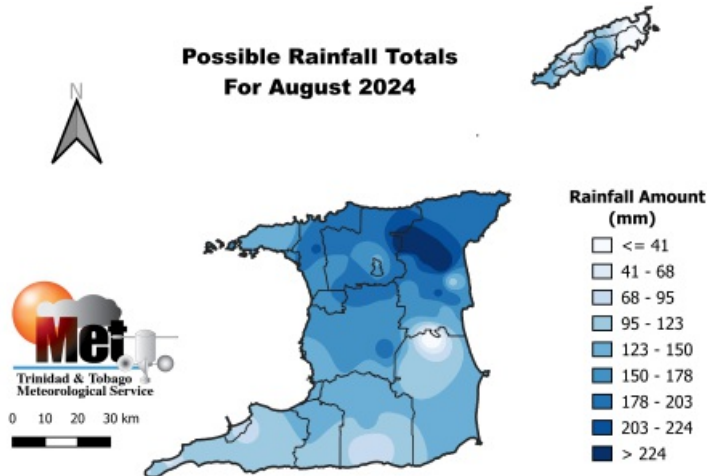 Possible Rainfall Totals
For August 2024
N
Rainfall Amount
(mm)
<= 41
41 - 68
68 - 95
95 - 123
123 - 150
150 - 178
178 - 203
203 - 224
> 224
Met
Trinidad & Tobago
Meteorological Service
0 10 20 30 km